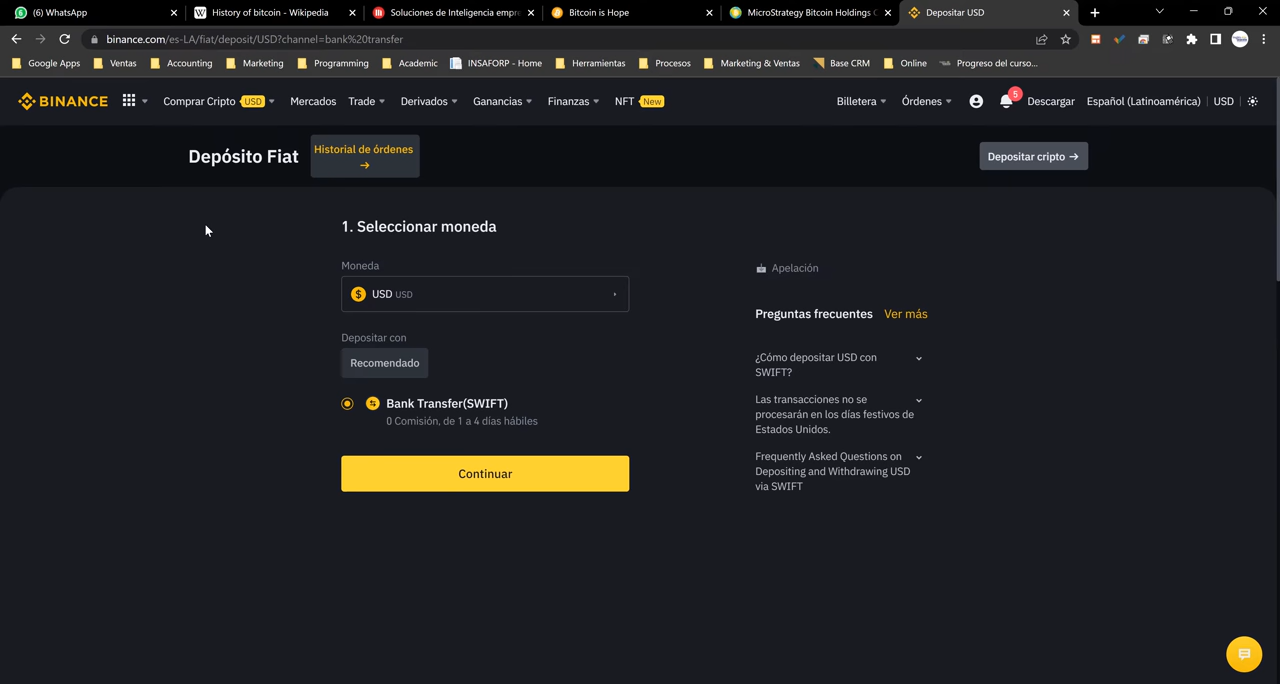 (6) WhatsApp
History of bitcoin - Wikipedia
Soluciones de Inteligencia empre
Bitcoin is Hope
MicroStrategy Bitcoin Holdings C
Depositar USD
binance.com/es-LA/fiat/deposit/USD?channel=bank%20transfer
Google Apps
Ventas
Accounting
Marketing
Programming
Academic
INSAFORP - Home
Herramientas
Procesos
Marketing & Ventas
Base CRM
Online
Progreso del curso...
BINANCE
Comprar Cripto USD
Mercados
Trade
Derivados
Ganancias
Finanzas
NFT New
Billetera
Órdenes
5
Descargar
Español (Latinoamérica)
USD
Depósito Fiat
Historial de órdenes
→
Depositar cripto →
1. Seleccionar moneda
Moneda
USD USD
Depositar con
Recomendado
Bank Transfer(SWIFT)
0 Comisión, de 1 a 4 días hábiles
Continuar
Apelación
Preguntas frecuentes Ver más
¿Cómo depositar USD con
SWIFT?
Las transacciones no se
procesarán en los días festivos de
Estados Unidos.
Frequently Asked Questions on
Depositing and Withdrawing USD
via SWIFT